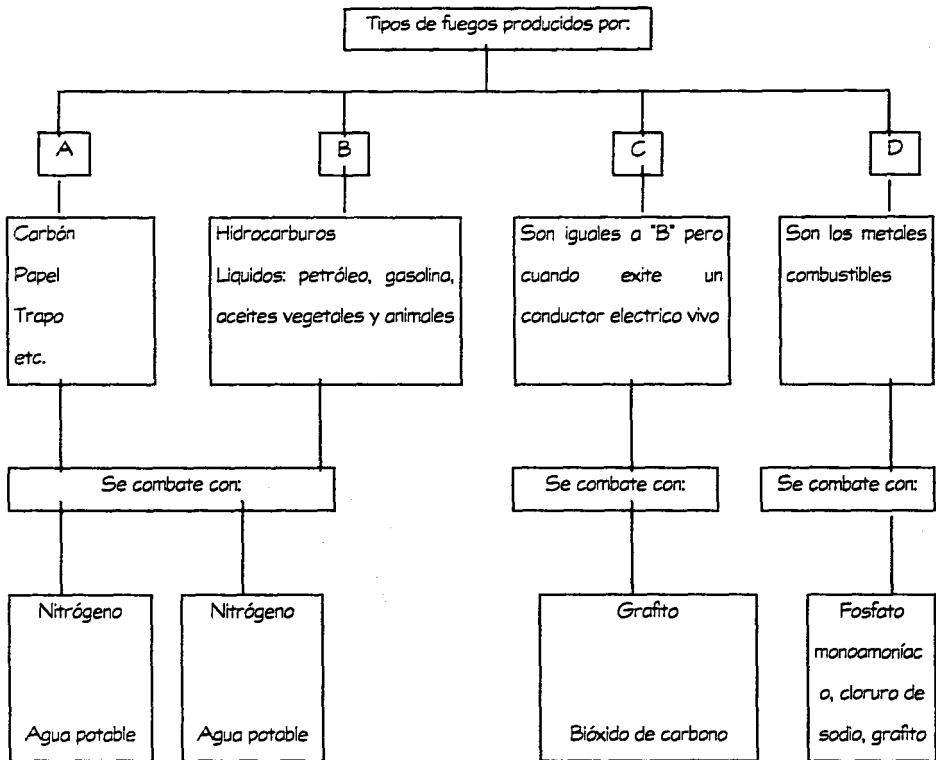 Tipos de fuegos producidos por:
A
B
C
D
Carbón
Papel
Trapo
etc.
Hidrocarburos
Liquidos: petróleo, gasolina,
aceites vegetales y animales
Son iguales a "B" pero
cuando exite un
conductor electrico vivo
Son los metales
combustibles
Se combate con:
Se combate con:
Se combate con:
Nitrógeno
Agua potable
Nitrógeno
Agua potable
Grafito
Bióxido de carbono
Fosfato
monoamoníac
o, cloruro de
sodio, grafito